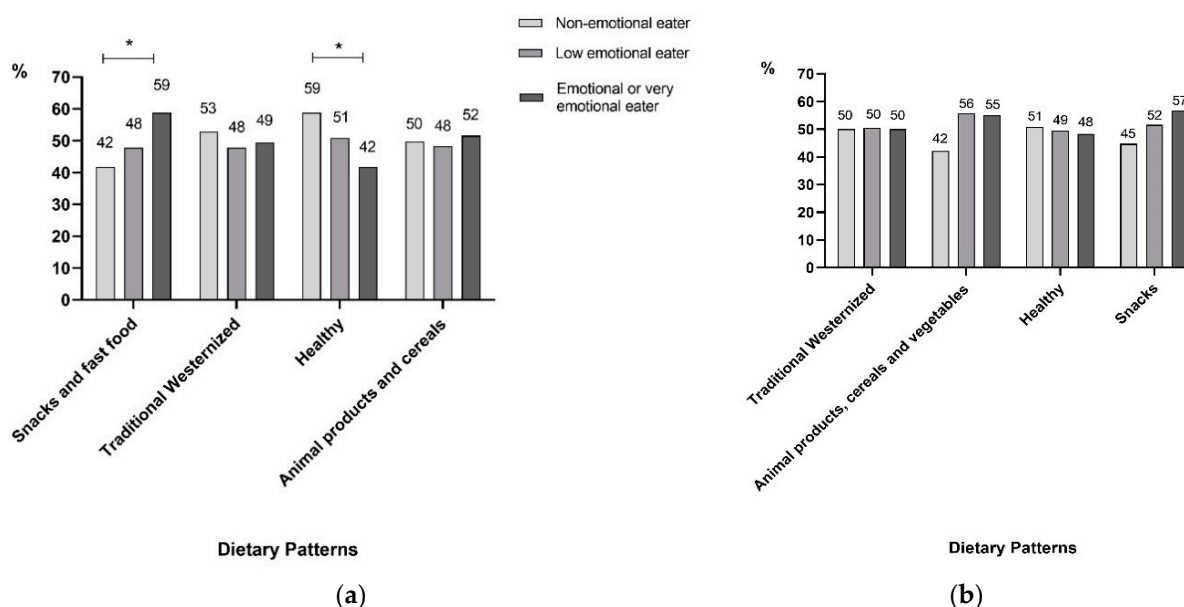 Non-emotional eater
Low emotional eater
Emotional or very
emotional eater
%
70
60
50
40
30
20
10
0
*
*
42 48 59
53 48 49
59 51 42
50 48 52
Snacks and fast food
Traditional Westernized
Healthy
Animal products and cereals
Dietary Patterns
(a)
%
70
60
50
40
30
20
10
0
50 50 50
42 56 55
51 49 48
45 52 57
Traditional Westernized
Animal products, cereals and vegetables
Healthy
Snacks
Dietary Patterns
(b)